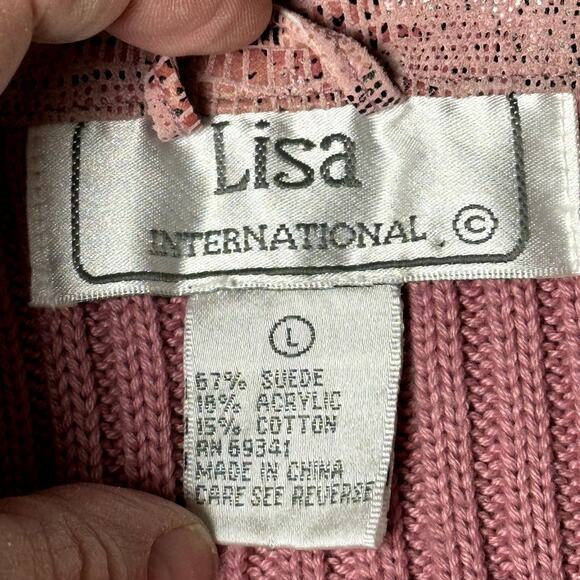 Lisa
INTERNATIONAL ©
L
67% SUEDE
18% ACRYLIC
15% COTTON
RN 69341
MADE IN CHINA
CARE SEE REVERSE